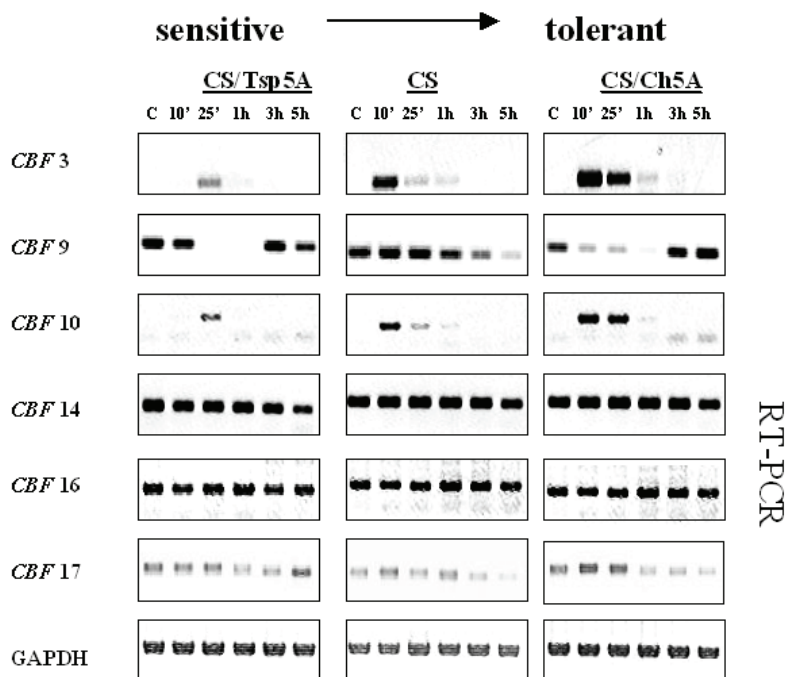 sensitive tolerant
CS/Tsp5A CS CS/Ch5A
C 10' 25' 1h 3h 5h C 10' 25' 1h 3h 5h C 10' 25' 1h 3h 5h
CBF 3
CBF 9
CBF 10
CBF 14
CBF 16
CBF 17
GAPDH
RT-PCR